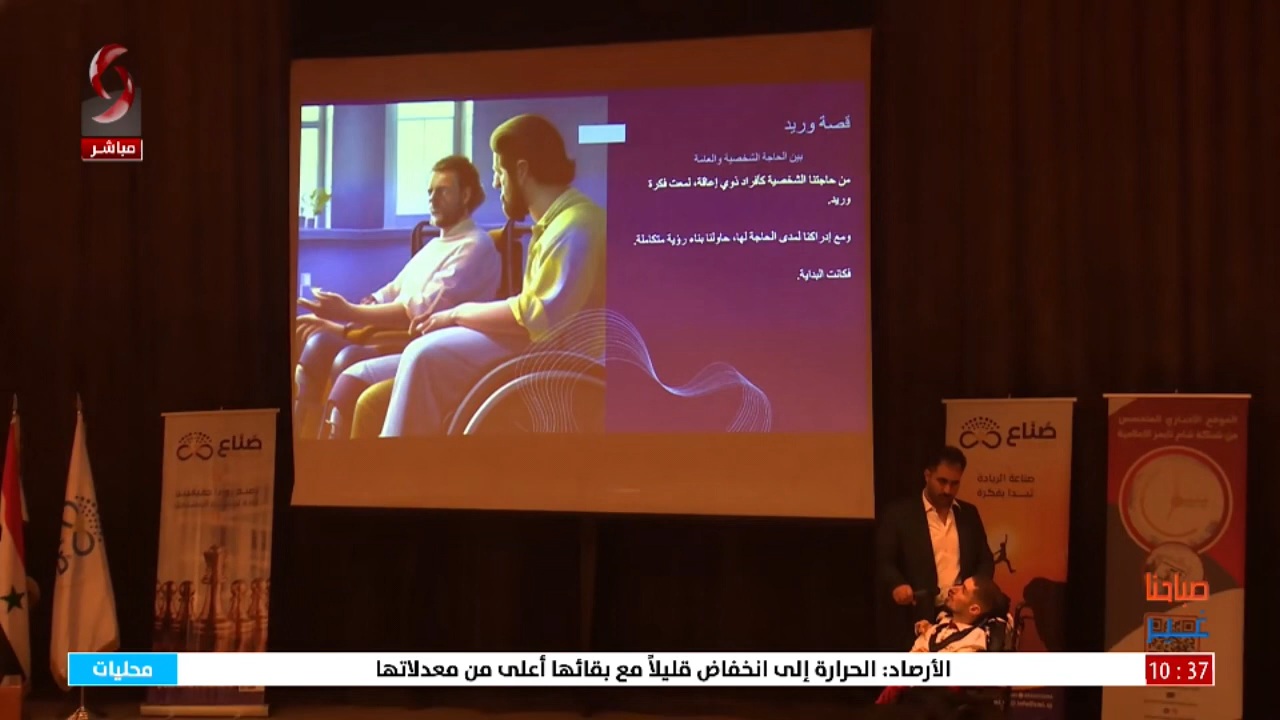 مباشر
قصة وريد
بين الحاجة الشخصية والعامة
من حاجتنا الشخصية كأفراد ذوي إعاقة، لمعت فكرة
وريد.
ومع إدراكنا لمدى الحاجة لها، حاولنا بناء رؤية متكاملة.
فكانت البداية.
صناع
صناع
صناعة الريادة
تبدأ بفكرة
صباحنا
غير
محليات
الأرصاد: الحرارة إلى انخفاض قليلاً مع بقائها أعلى من معدلاتها
10 : 37